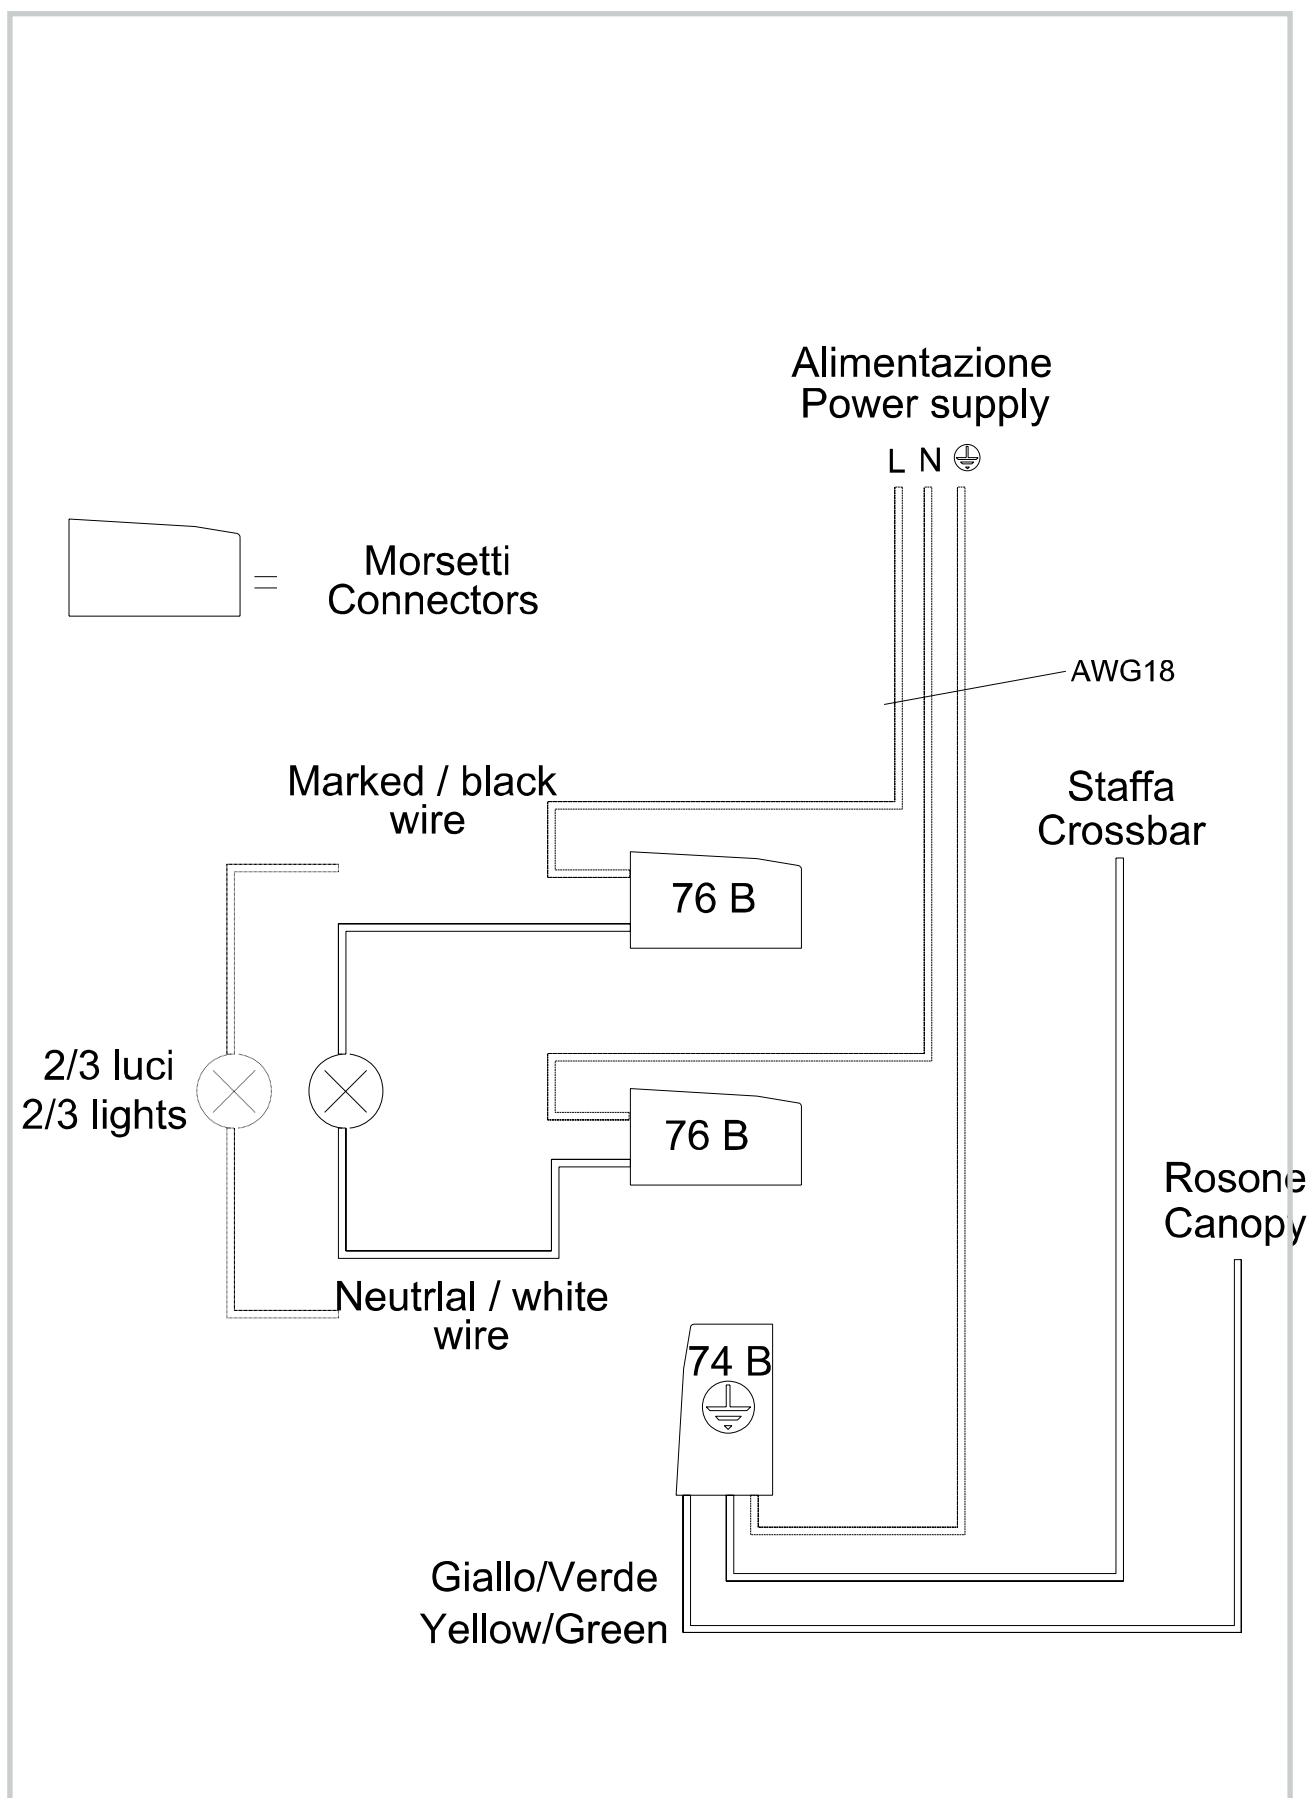 Alimentazione
Power supply
L N
Morsetti
Connectors
AWG18
Marked / black
wire
Staffa
Crossbar
76 B
2/3 luci
2/3 lights
76 B
Rosone
Canopy
Neutrlal / white
wire
74 B
Giallo/Verde
Yellow/Green